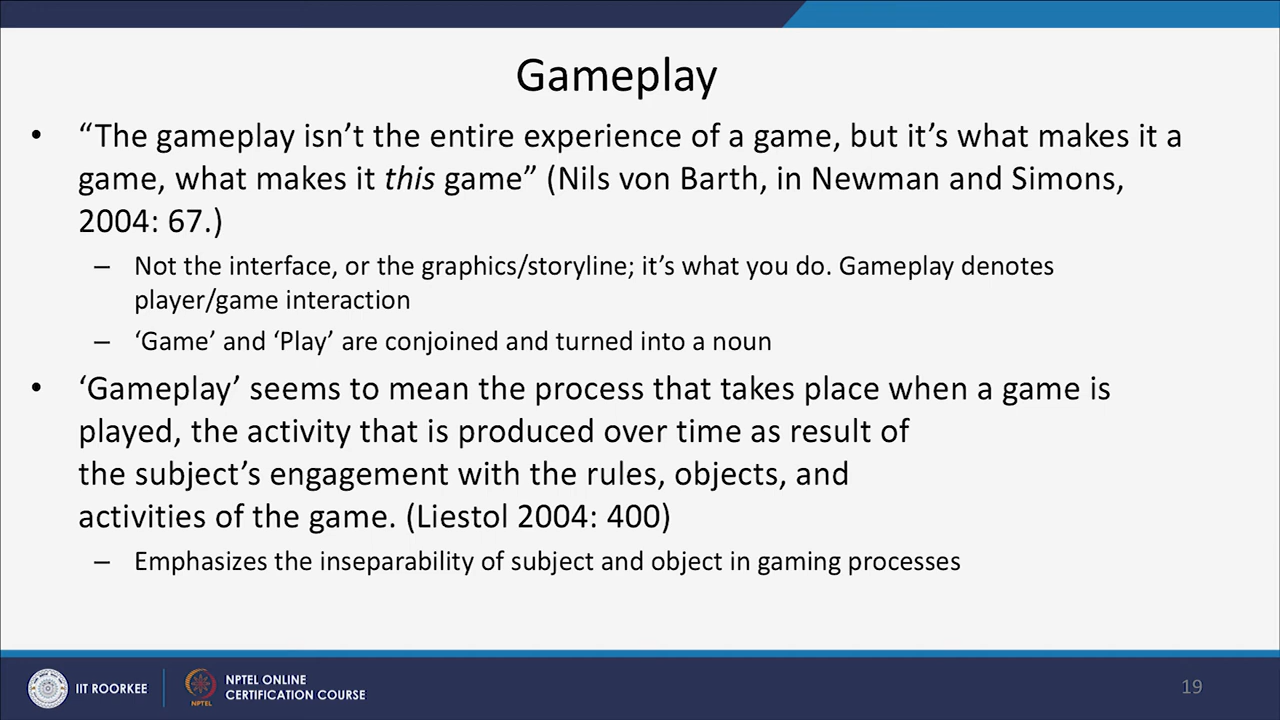 Gameplay
• “The gameplay isn’t the entire experience of a game, but it’s what makes it a
game, what makes it this game” (Nils von Barth, in Newman and Simons,
2004: 67.)
– Not the interface, or the graphics/storyline; it’s what you do. Gameplay denotes
player/game interaction
– ‘Game’ and ‘Play’ are conjoined and turned into a noun
• ‘Gameplay’ seems to mean the process that takes place when a game is
played, the activity that is produced over time as result of
the subject’s engagement with the rules, objects, and
activities of the game. (Liestol 2004: 400)
– Emphasizes the inseparability of subject and object in gaming processes
IIT ROORKEE
NPTEL
NPTEL ONLINE
CERTIFICATION COURSE
19